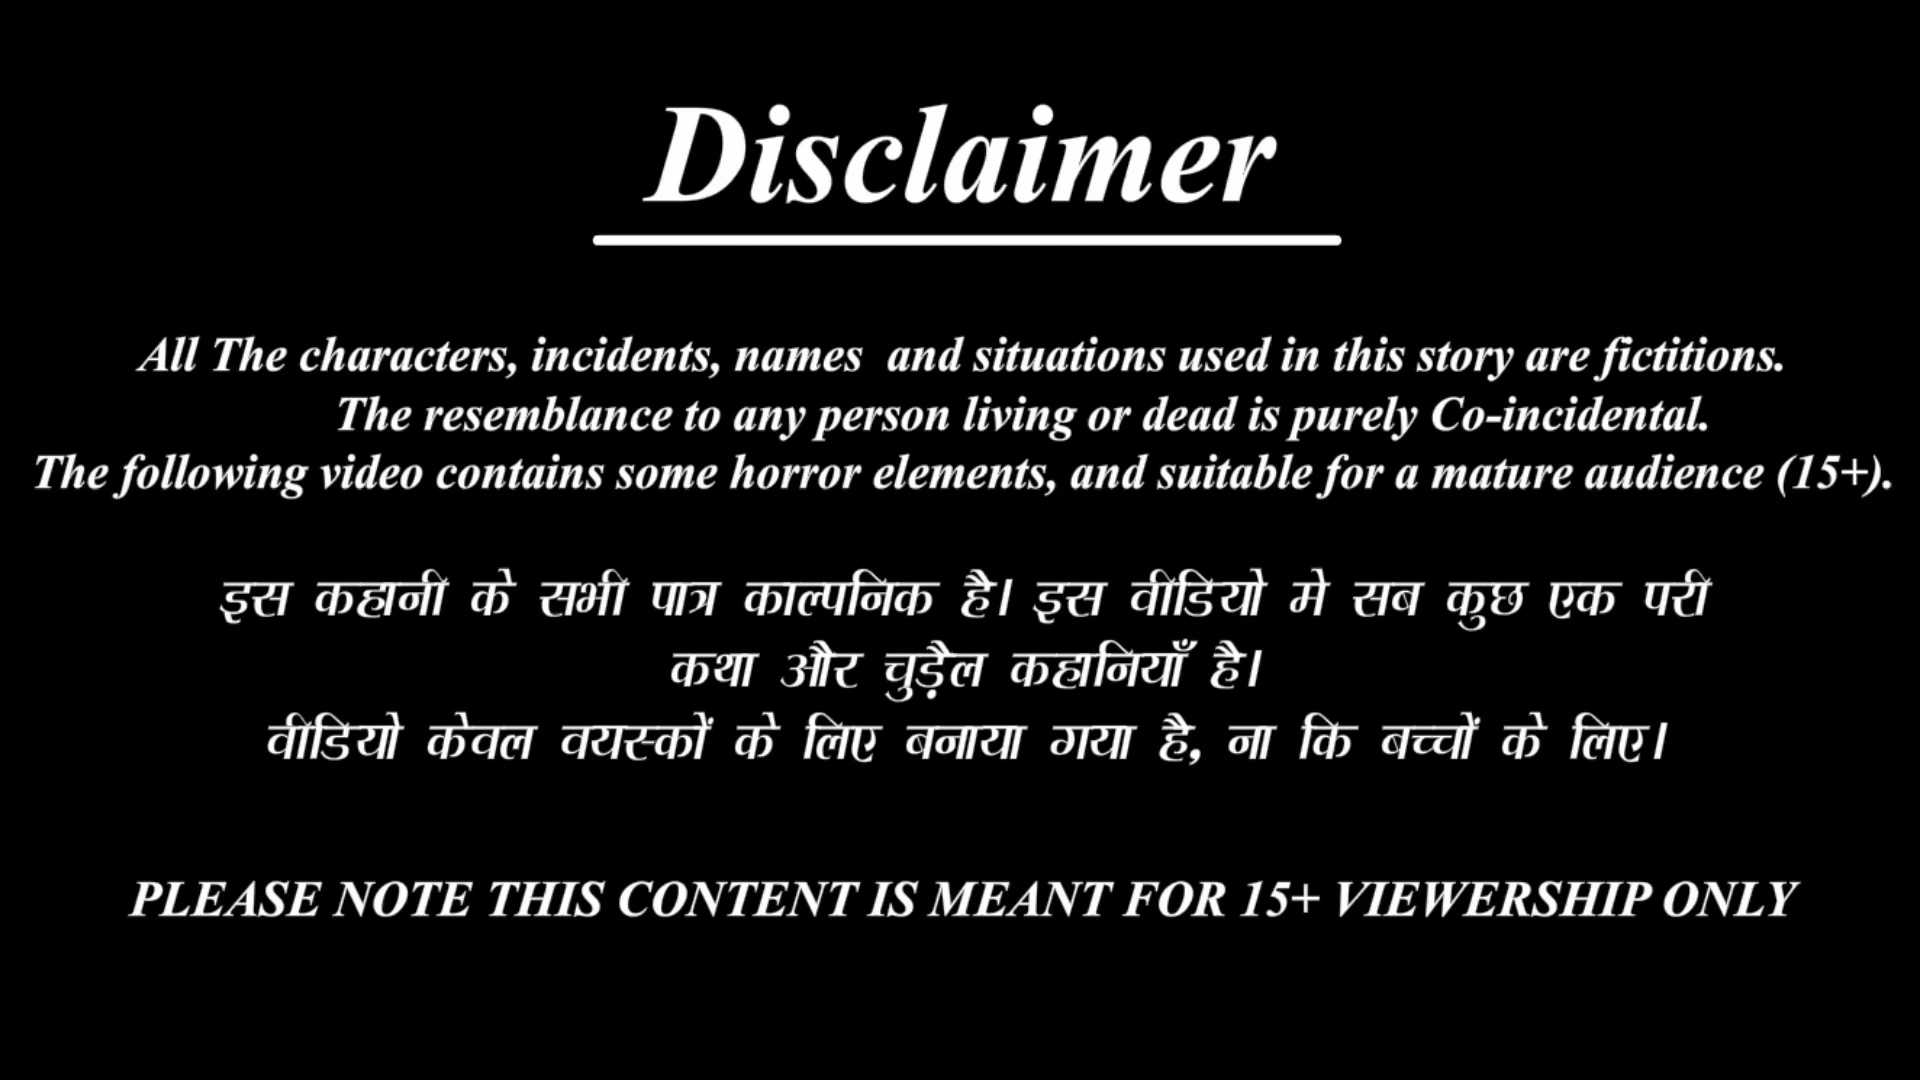 Disclaimer
All The characters, incidents, names and situations used in this story are fictitions.
The resemblance to any person living or dead is purely Co-incidental.
The following video contains some horror elements, and suitable for a mature audience (15+).
इस कहानी के सभी पात्र काल्पनिक है। इस वीडियो मे सब कुछ एक परी
कथा और चुड़ैल कहानियाँ है।
वीडियो केवल वयस्कों के लिए बनाया गया है, ना कि बच्चों के लिए।
PLEASE NOTE THIS CONTENT IS MEANT FOR 15+ VIEWERSHIP ONLY